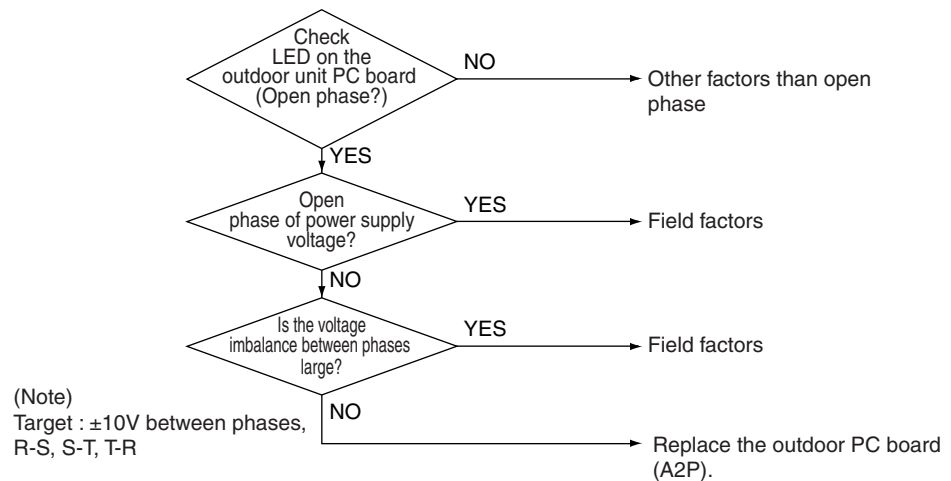 Check
LED on the
outdoor unit PC board
(Open phase?)
NO
Other factors than open
phase
YES
Open
phase of power supply
voltage?
YES
Field factors
NO
Is the voltage
imbalance between phases
large?
YES
Field factors
(Note)
Target : ±10V between phases,
R-S, S-T, T-R
NO
Replace the outdoor PC board
(A2P).